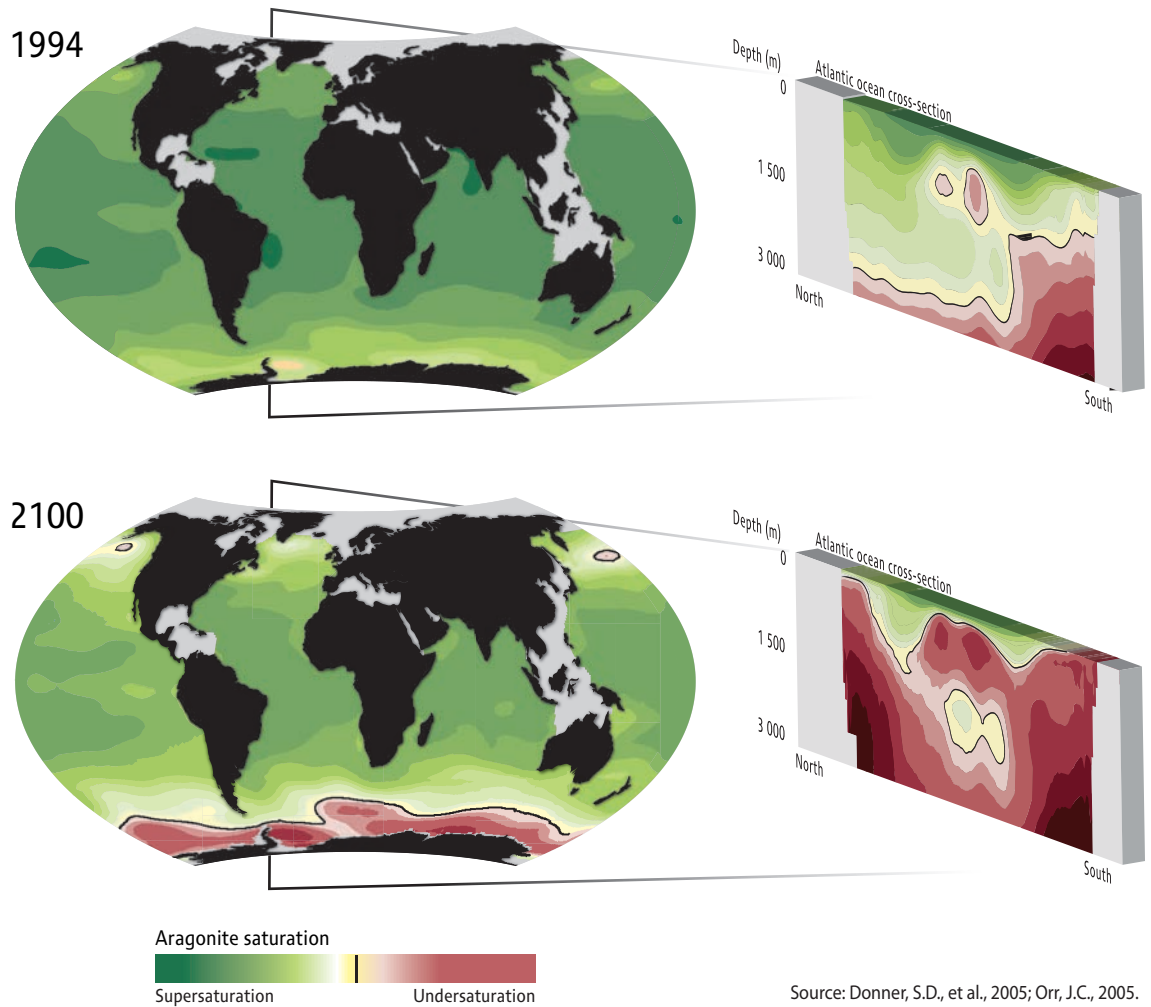 1994
Depth (m)
0
Atlantic ocean cross-section
1 500
3 000
North
South
2100
Depth (m)
0
Atlantic ocean cross-section
1 500
3 000
North
South
Aragonite saturation
Supersaturation
Undersaturation
Source: Donner, S.D., et al., 2005; Orr, J.C., 2005.